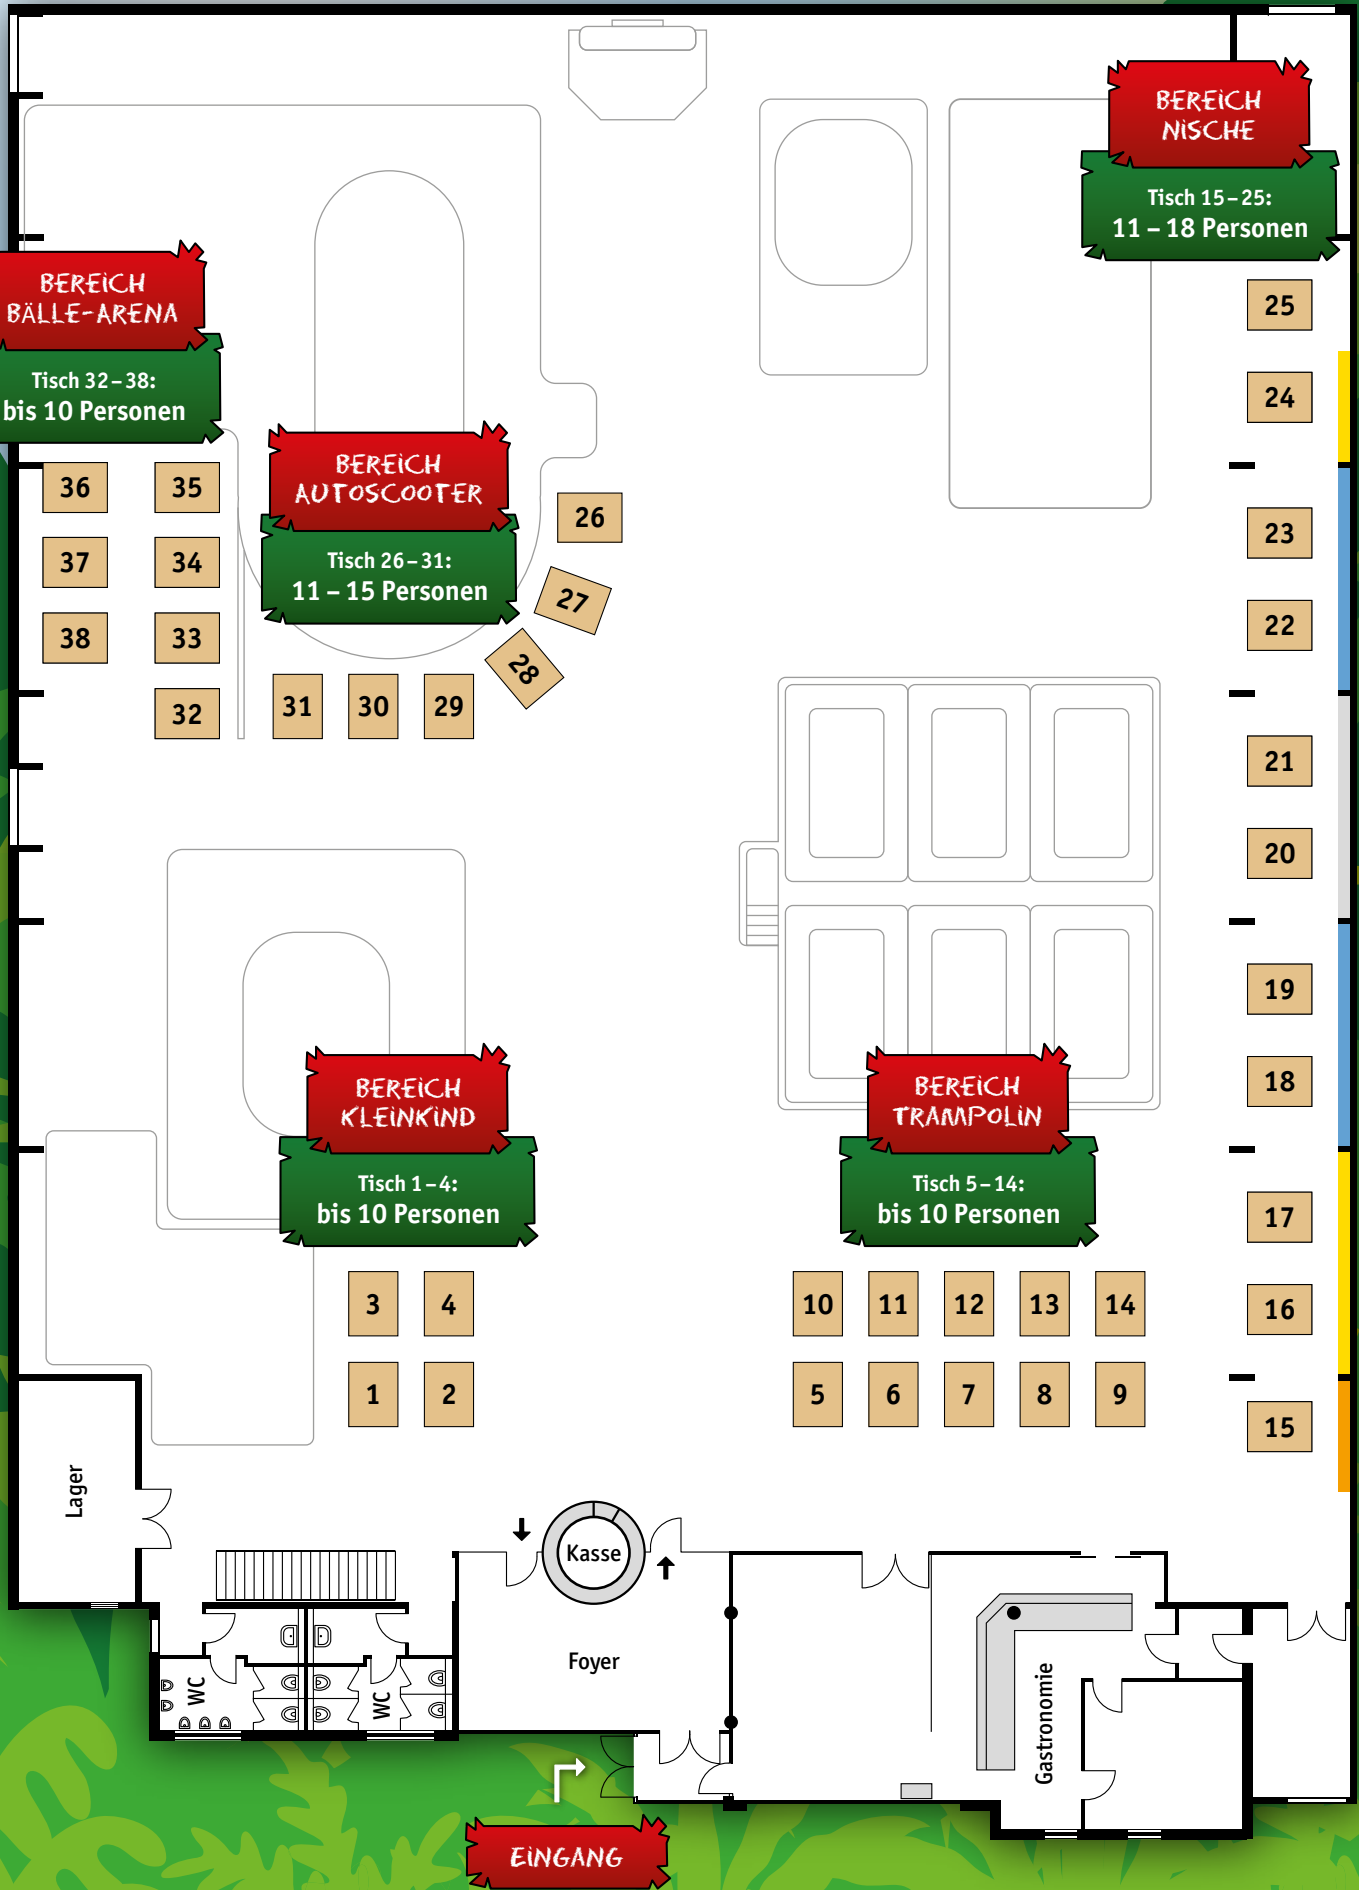 BEREiCH
NiSCHE
Tisch 15–25:
11 – 18 Personen
BEREiCH
BÄLLE-ARENA
Tisch 32–38:
bis 10 Personen
25
24
BEREiCH
AUTOSCOOTER
Tisch 26–31:
11 – 15 Personen
36
35
26
23
37
34
27
22
38
33
28
32
31
30
29
21
20
19
18
BEREiCH
KLEiNKiND
Tisch 1–4:
bis 10 Personen
BEREiCH
TRAMPOLiN
Tisch 5–14:
bis 10 Personen
17
3
4
10
11
12
13
14
16
1
2
5
6
7
8
9
15
Lager
Kasse
Foyer
WC
WC
Gastronomie
EiNGANG